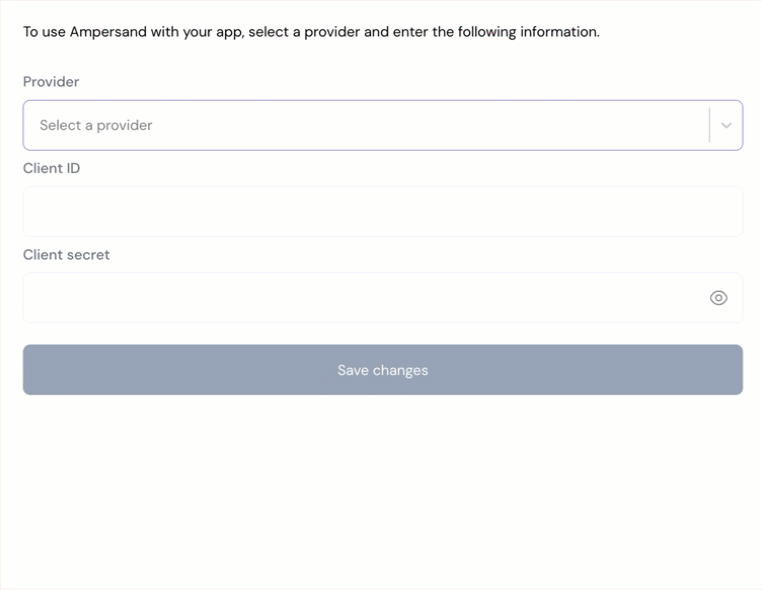 To use Ampersand with your app, select a provider and enter the following information.
Provider
Select a provider
Client ID
Client secret
Save changes